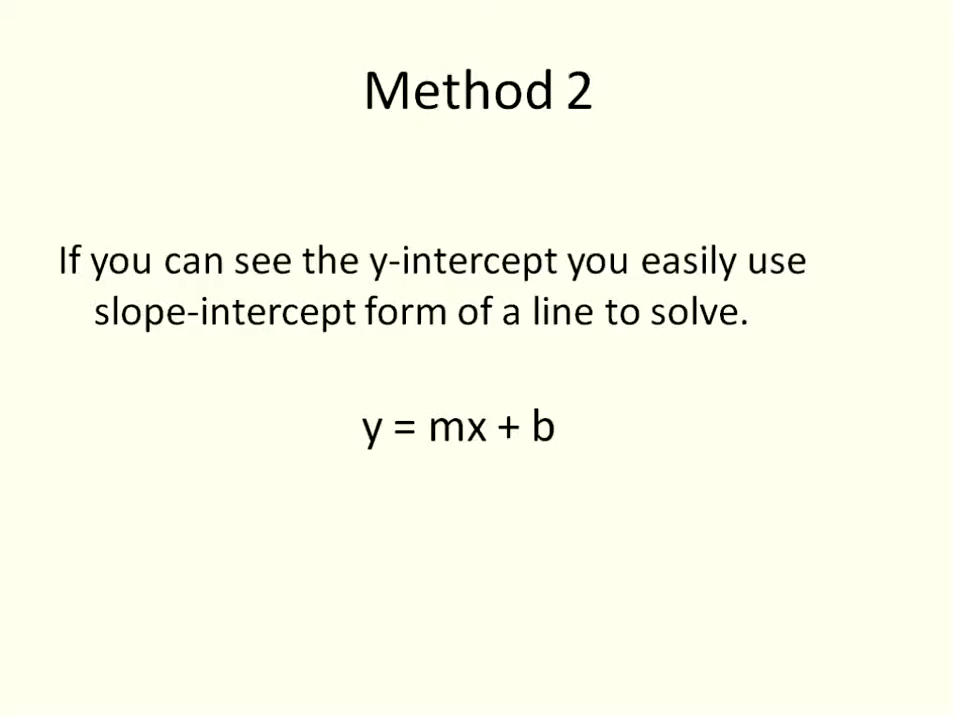 Method 2
If you can see the y-intercept you easily use
slope-intercept form of a line to solve.
y = mx + b